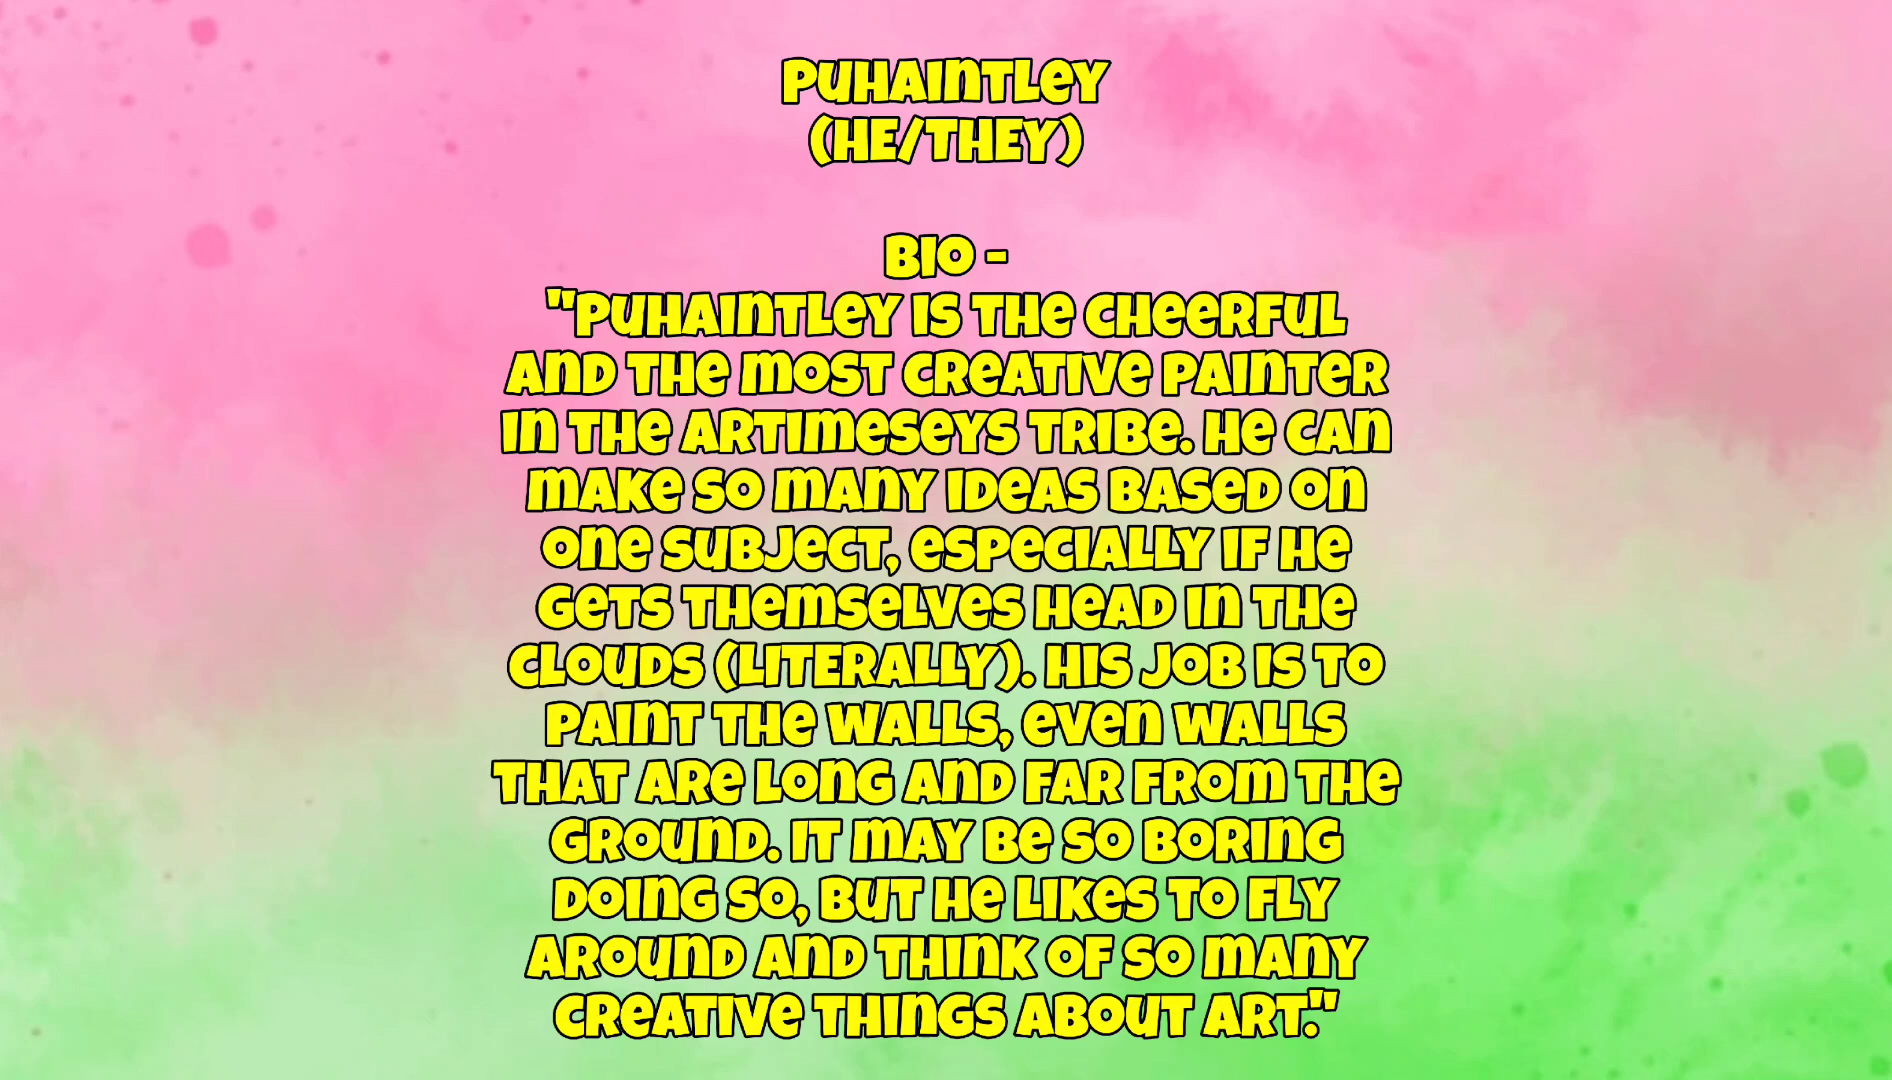 Puhaintley
(He/They)
Bio -
"Puhaintley is the cheerful
and the most creative painter
in the Artimeseys Tribe. He can
make so many ideas based on
one subject, especially if he
gets themselves head in the
clouds (literally). His job is to
paint the walls, even walls
that are long and far from the
ground. It may be so boring
doing so, but he likes to fly
around and think of so many
creative things about art."